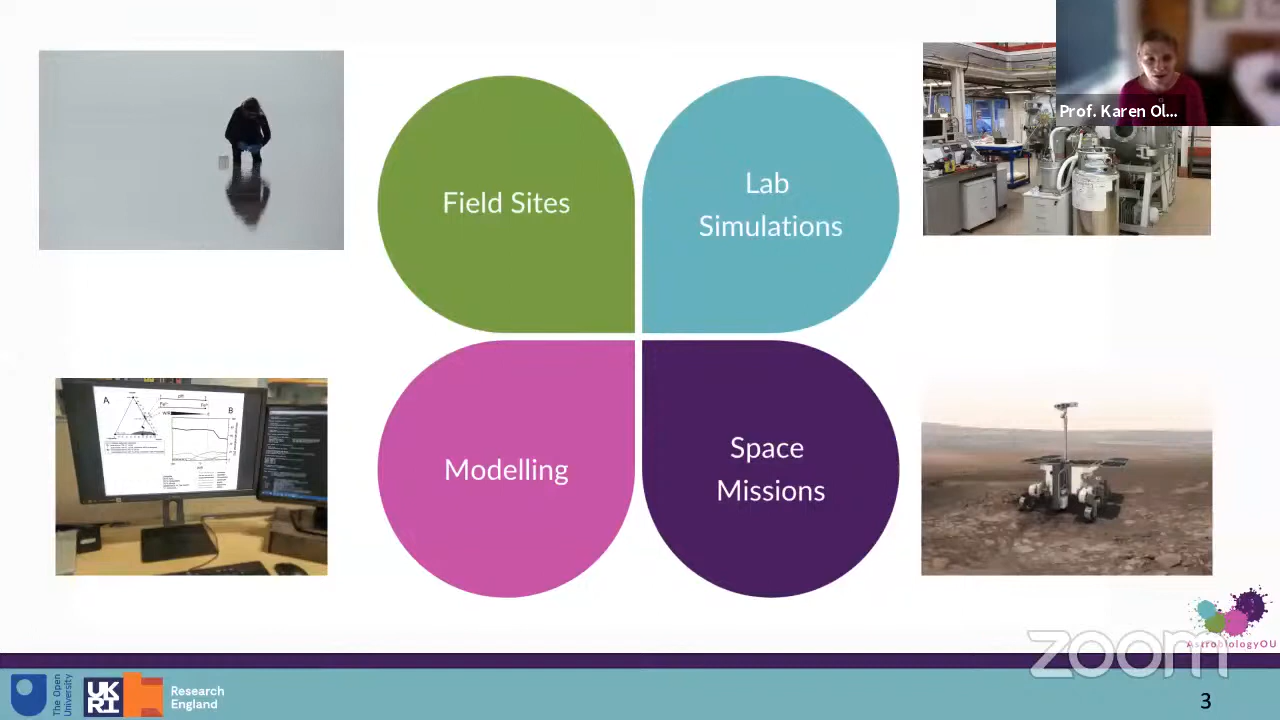 Prof. Karen Ol...
Field Sites
Lab
Simulations
A
B
Modelling
Space
Missions
AstrobiologyOU
zoom
The Open
University
UK
RI
Research
England
3